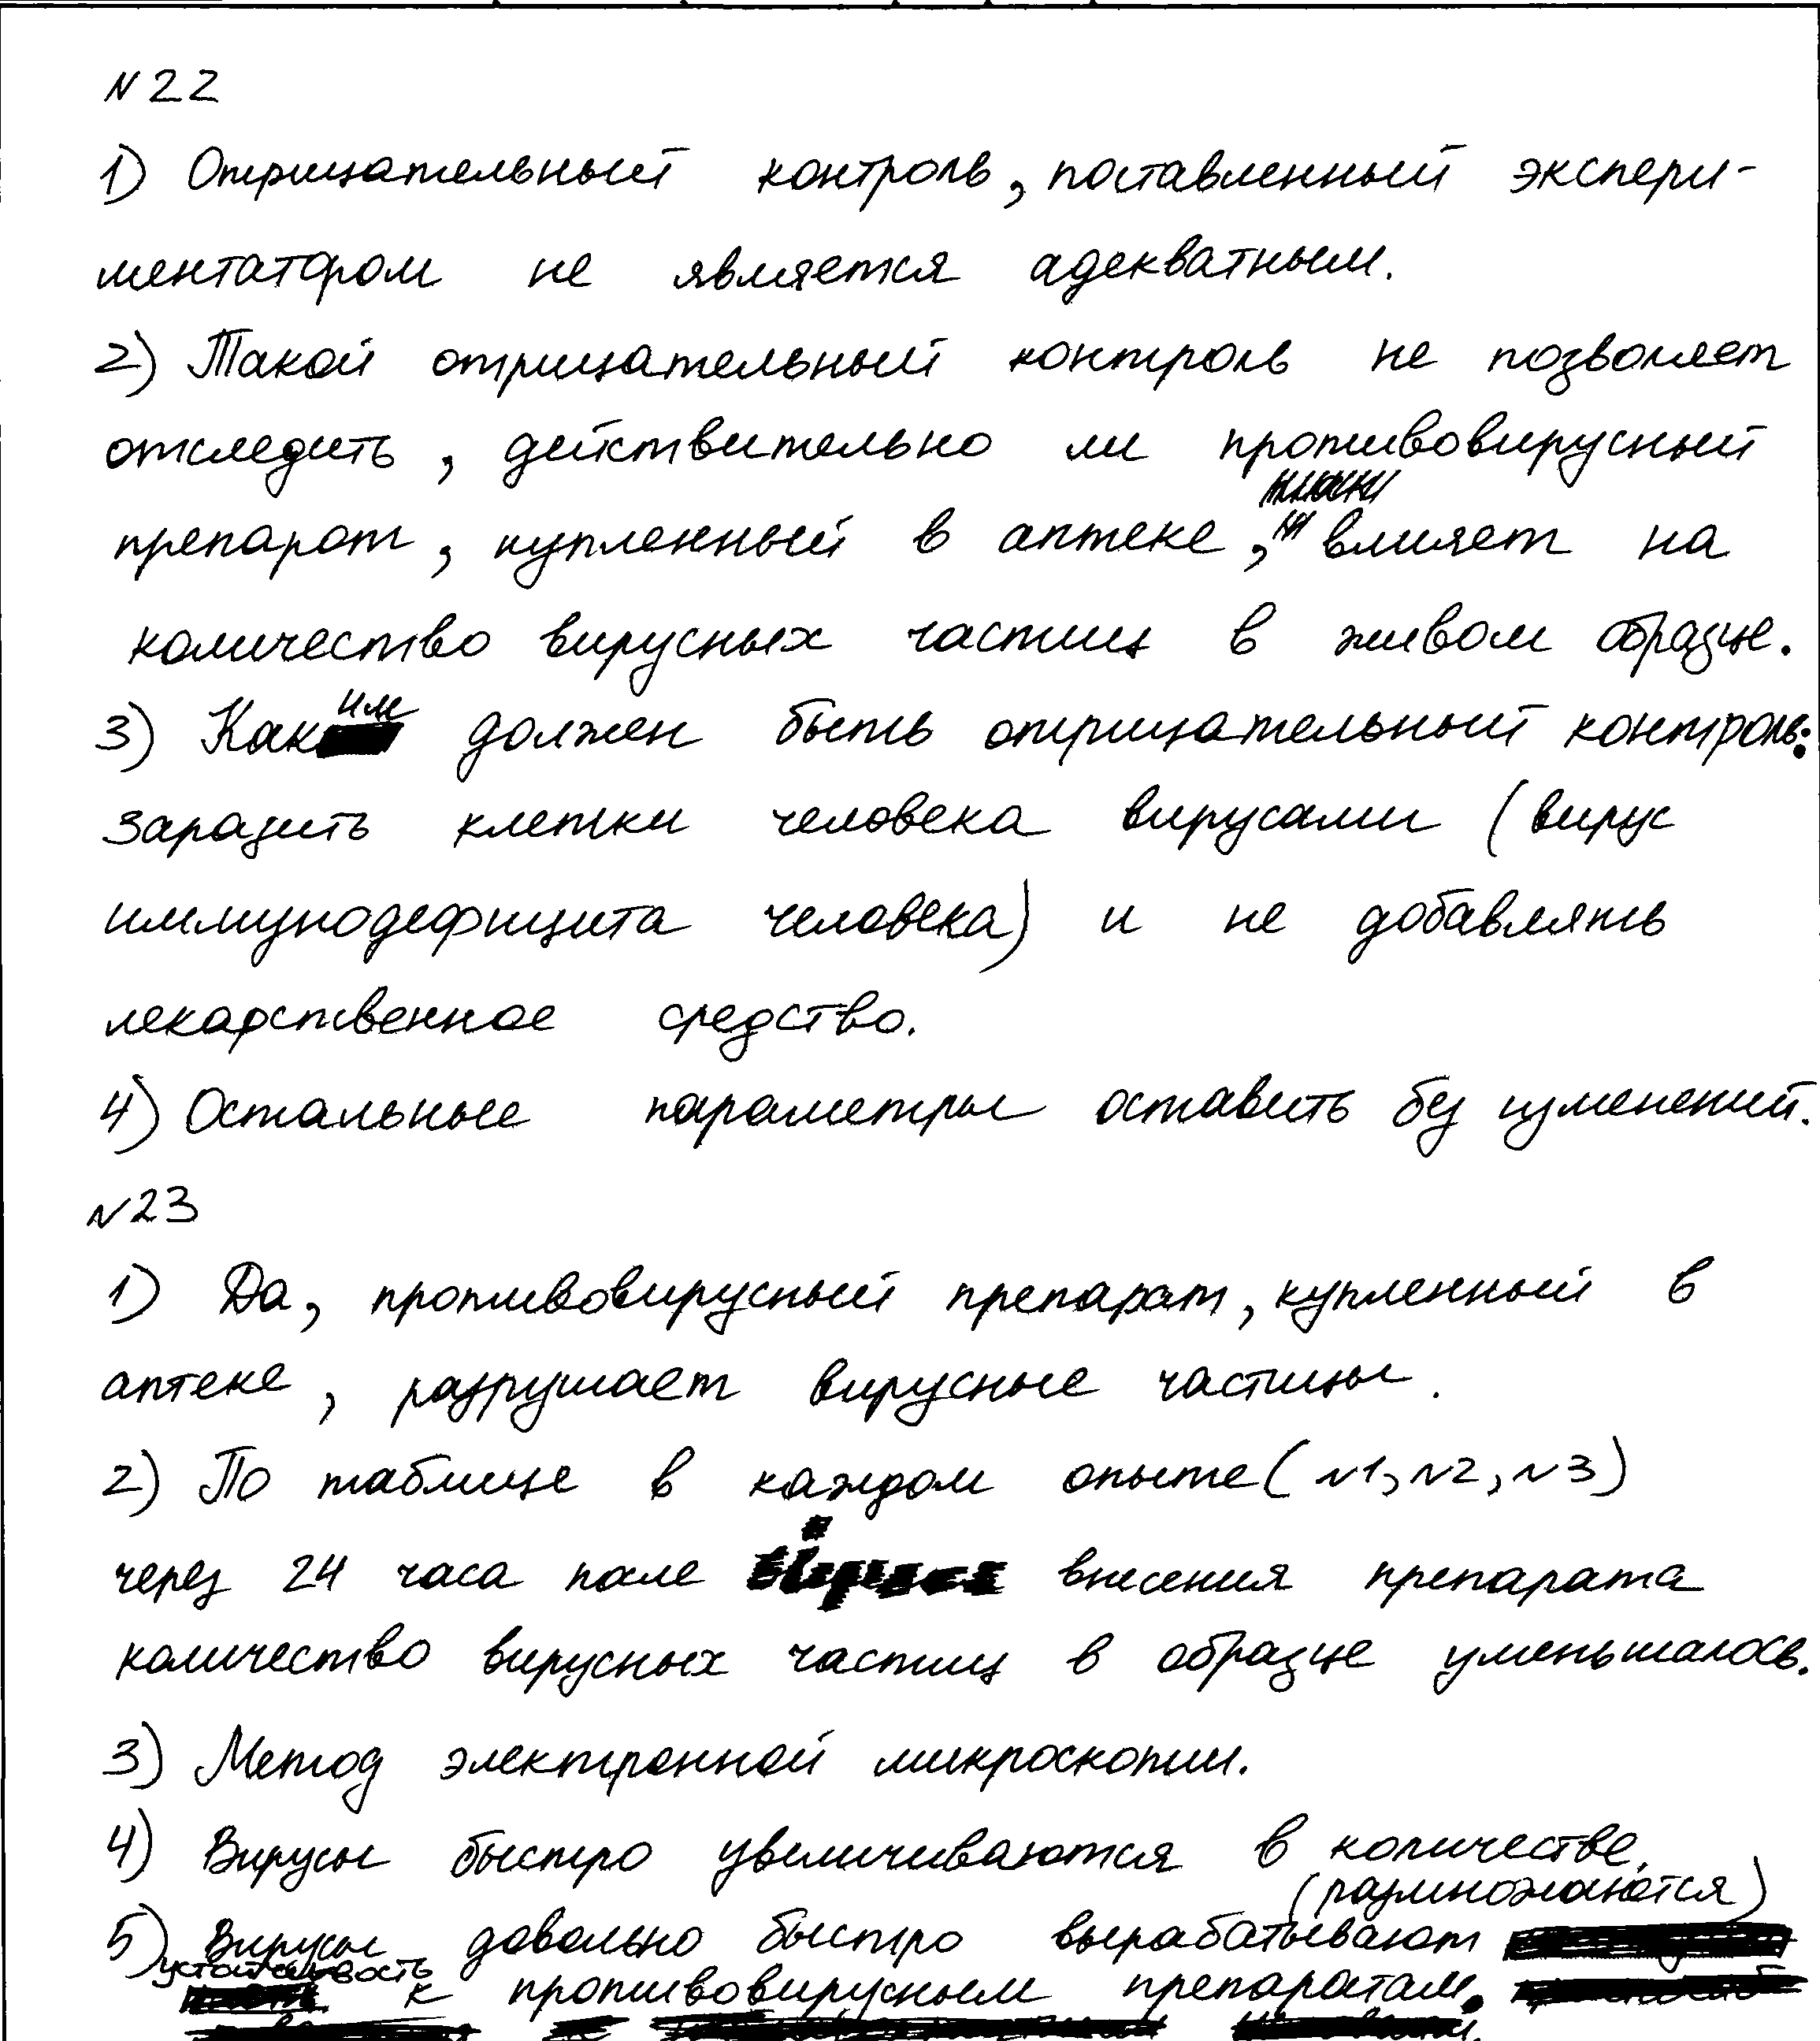 N 22
1) Отрицательный контроль, поставленный экспери-
ментатором не является адекватным.
2) Такой отрицательный контроль не позволяет
отследить, действительно ли противовирусный
препарат, купленный в аптеке, влияет на
количество вирусных частиц в живом образце.
3) Каким должен быть отрицательный контроль:
заразить клетки человека вирусами (вирус
иммунодефицита человека) и не добавлять
лекарственное средство.
4) Остальные параметры оставить без изменений.
N23
1) Да, противовирусный препарат, купленный в
аптеке, разрушает вирусные частицы.
2) По таблице в каждом опыте (N1, N2, N3)
через 24 часа после внесения препарата
количество вирусных частиц в образце уменьшалось.
3) Метод электронной микроскопии.
4) Вирусы быстро увеличиваются в количестве.
(размножаются)
5) Вирусы довольно быстро вырабатывают
устойчивость к противовирусным препаратам.